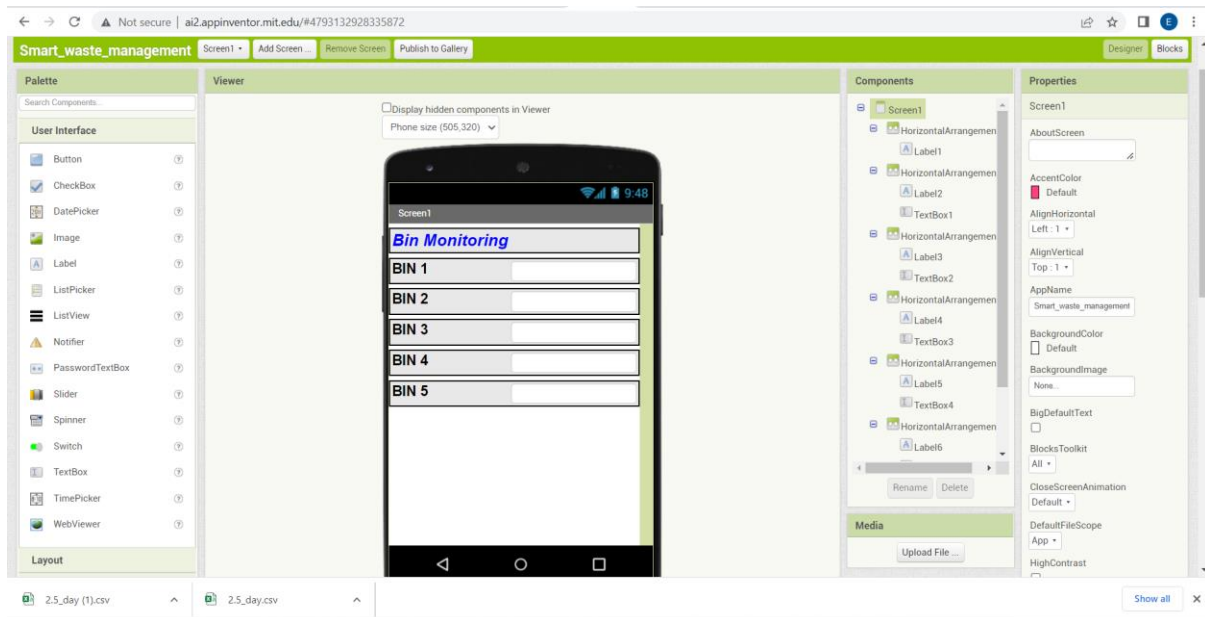 Not secure | ai2.appinventor.mit.edu/#4793132928335872
E
Smart_waste_management
Screen1
Add Screen ...
Remove Screen
Publish to Gallery
Designer
Blocks
Palette
Search Components...
User Interface
Button
CheckBox
DatePicker
Image
Label
ListPicker
ListView
Notifier
PasswordTextBox
Slider
Spinner
Switch
TextBox
TimePicker
WebViewer
Layout
Viewer
Display hidden components in Viewer
Phone size (505,320)
9:48
Screen1
Bin Monitoring
BIN 1
BIN 2
BIN 3
BIN 4
BIN 5
Components
Screen1
HorizontalArrangemen
Label1
HorizontalArrangemen
Label2
TextBox1
HorizontalArrangemen
Label3
TextBox2
HorizontalArrangemen
Label4
TextBox3
HorizontalArrangemen
Label5
TextBox4
HorizontalArrangemen
Label6
Rename
Delete
Media
Upload File ...
Properties
Screen1
AboutScreen
AccentColor
Default
AlignHorizontal
Left : 1
AlignVertical
Top : 1
AppName
Smart_waste_management
BackgroundColor
Default
BackgroundImage
None...
BigDefaultText
BlocksToolkit
All
CloseScreenAnimation
Default
DefaultFileScope
App
HighContrast
2.5_day (1).csv
2.5_day.csv
Show all